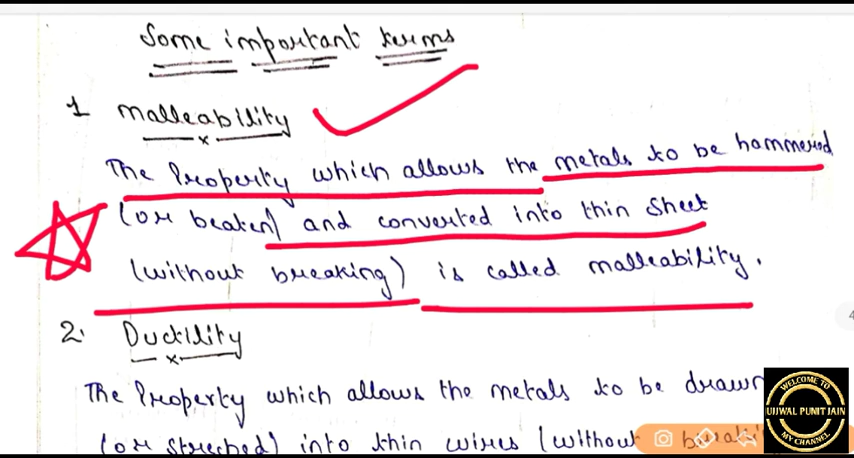 Some important terms
1 Malleability
The Property which allows the metals to be hammered
(or beaten) and converted into thin sheet
(without breaking) is called malleability.
2. Ductility
The Property which allows the metals to be drawn
(or streched) into thin wires (without
4
WELCOME TO
UJJWAL PUNIT JAIN
MY CHANNEL